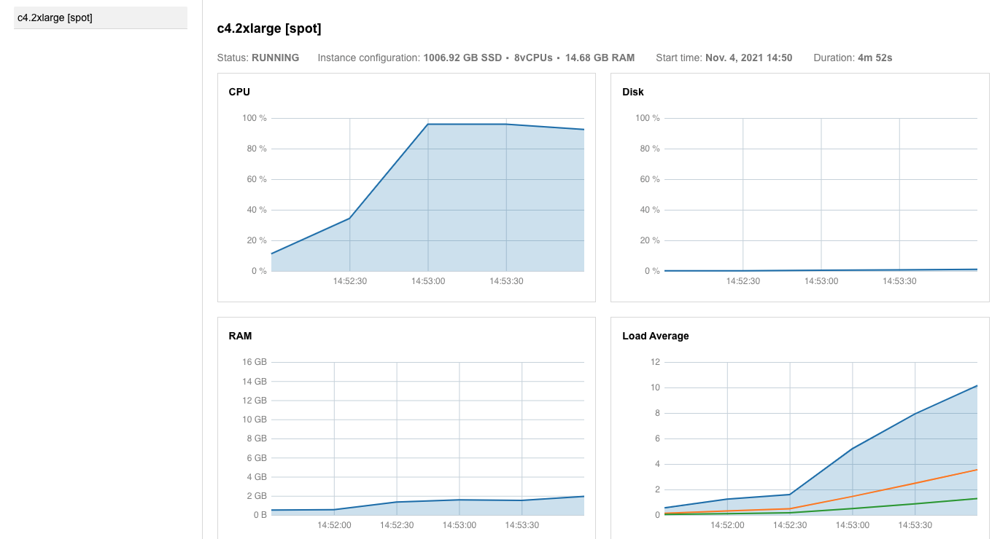 c4.2xlarge [spot]
c4.2xlarge [spot]
Status: RUNNING Instance configuration: 1006.92 GB SSD • 8vCPUs • 14.68 GB RAM Start time: Nov. 4, 2021 14:50 Duration: 4m 52s
CPU
100 %
80 %
60 %
40 %
20 %
0 %
14:52:30 14:53:00 14:53:30
Disk
100 %
80 %
60 %
40 %
20 %
0 %
14:52:30 14:53:00 14:53:30
RAM
16 GB
14 GB
12 GB
10 GB
8 GB
6 GB
4 GB
2 GB
0 B
14:52:00 14:52:30 14:53:00 14:53:30
Load Average
12
10
8
6
4
2
0
14:52:00 14:52:30 14:53:00 14:53:30